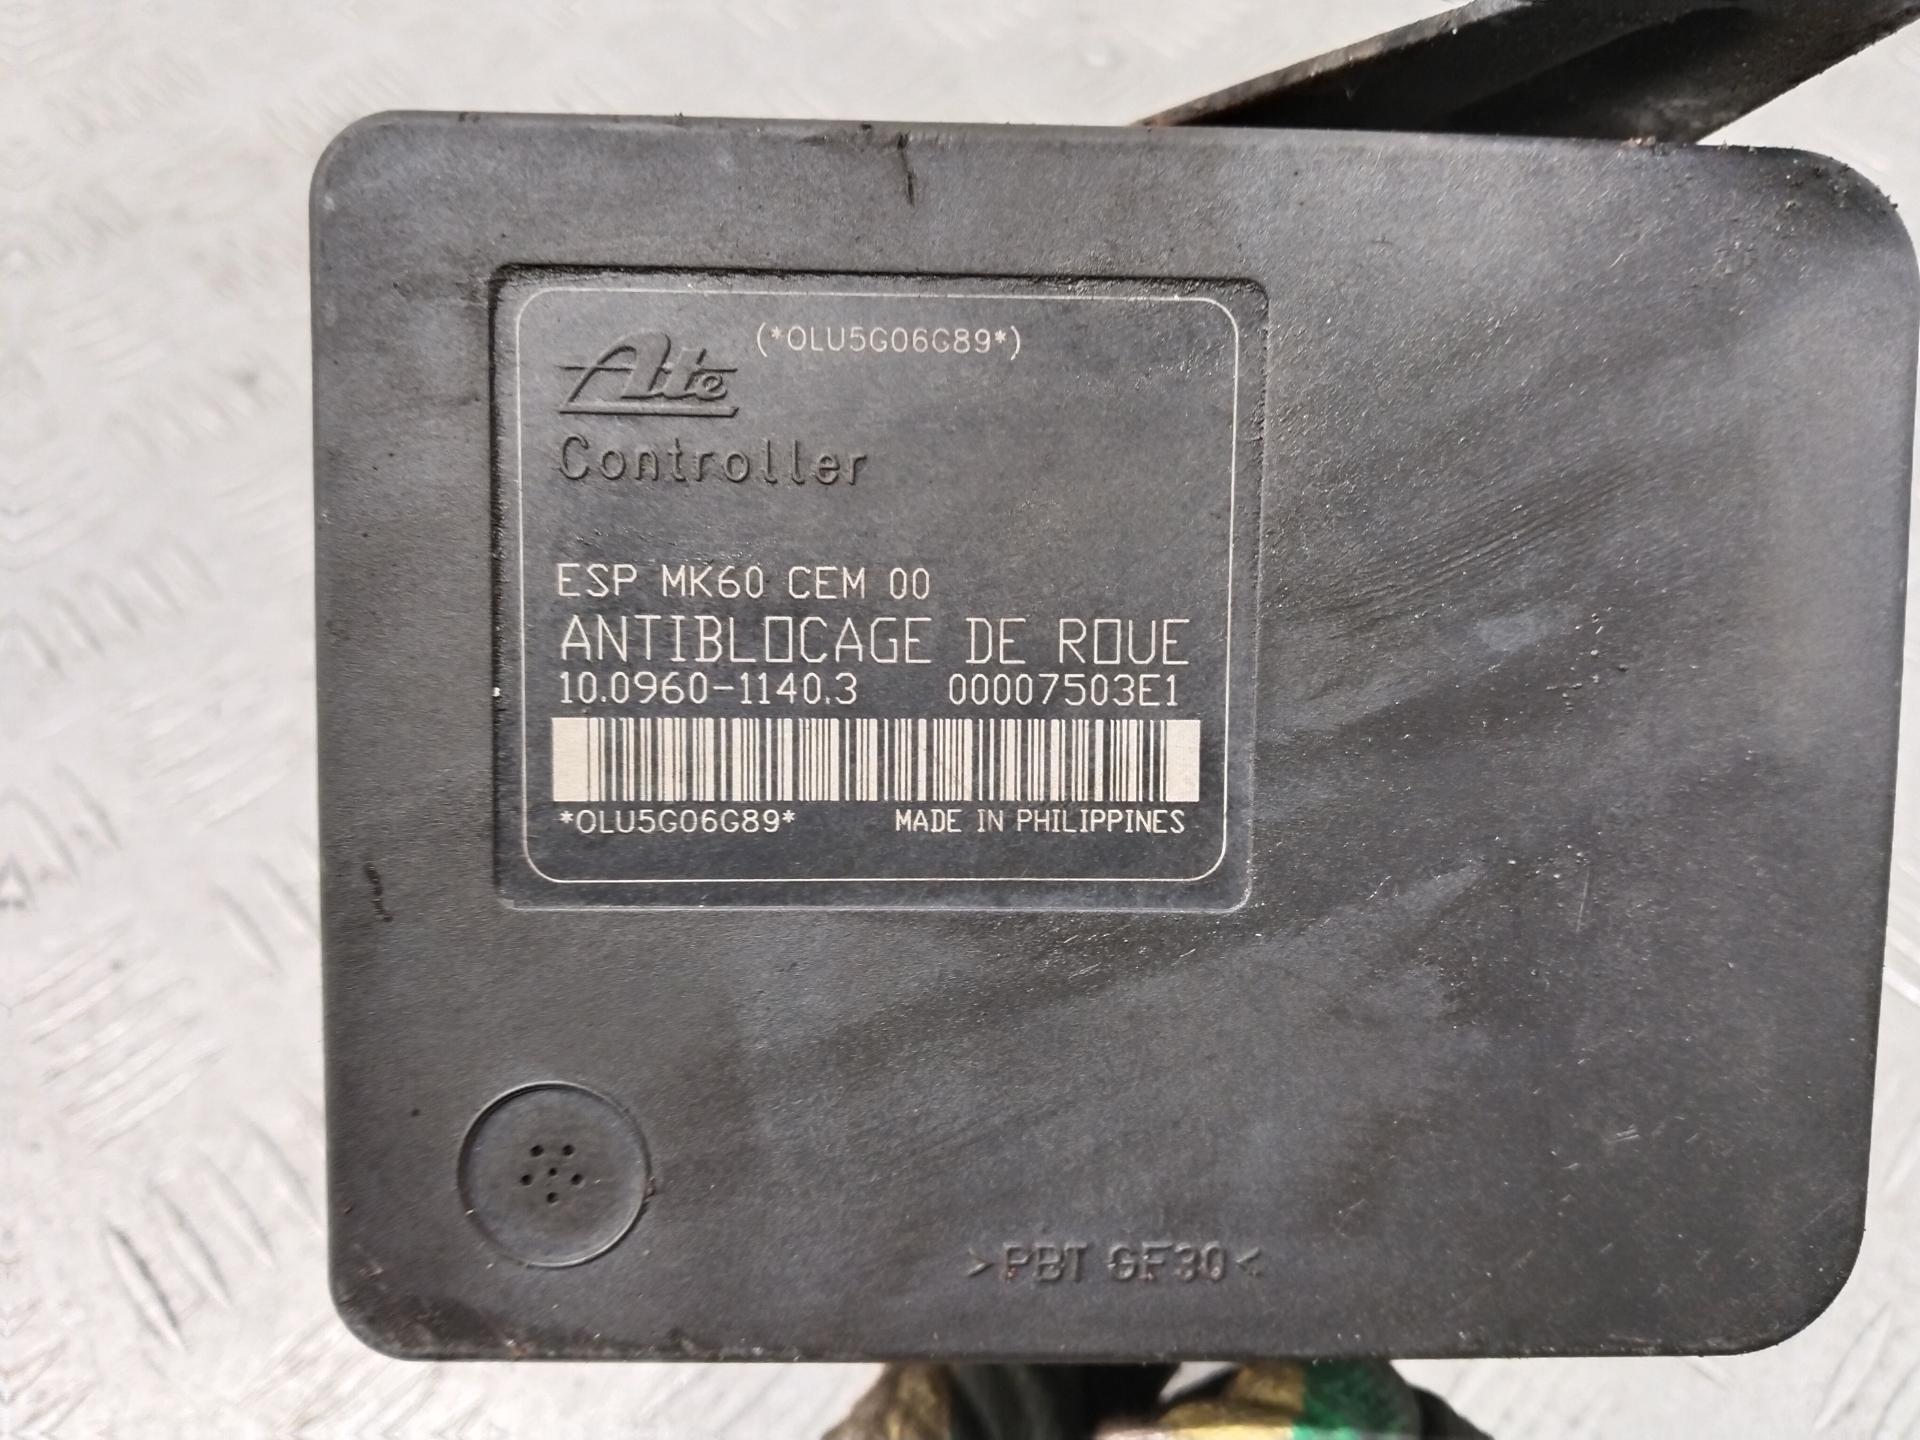 (*OLU5G06G89*)
Ate
Controller
ESP MK60 CEM 00
ANTIBLOCAGE DE ROUE
10.0960-1140.3 00007503E1
*OLU5G06G89* MADE IN PHILIPPINES
>PBT GF30<